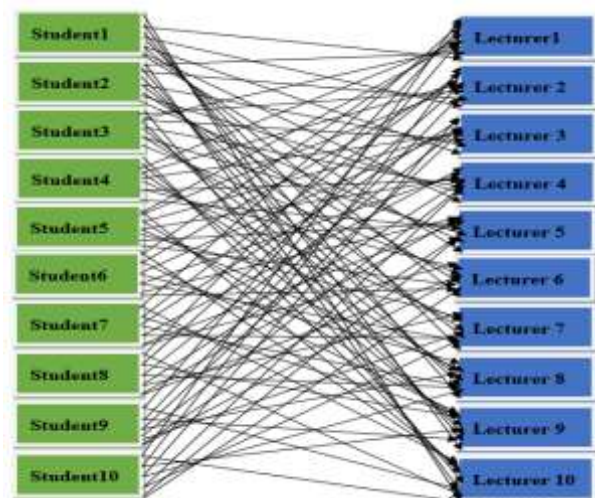 Student1
Student2
Student3
Student4
Student5
Student6
Student7
Student8
Student9
Student10
Lecturer1
Lecturer 2
Lecturer 3
Lecturer 4
Lecturer 5
Lecturer 6
Lecturer 7
Lecturer 8
Lecturer 9
Lecturer 10